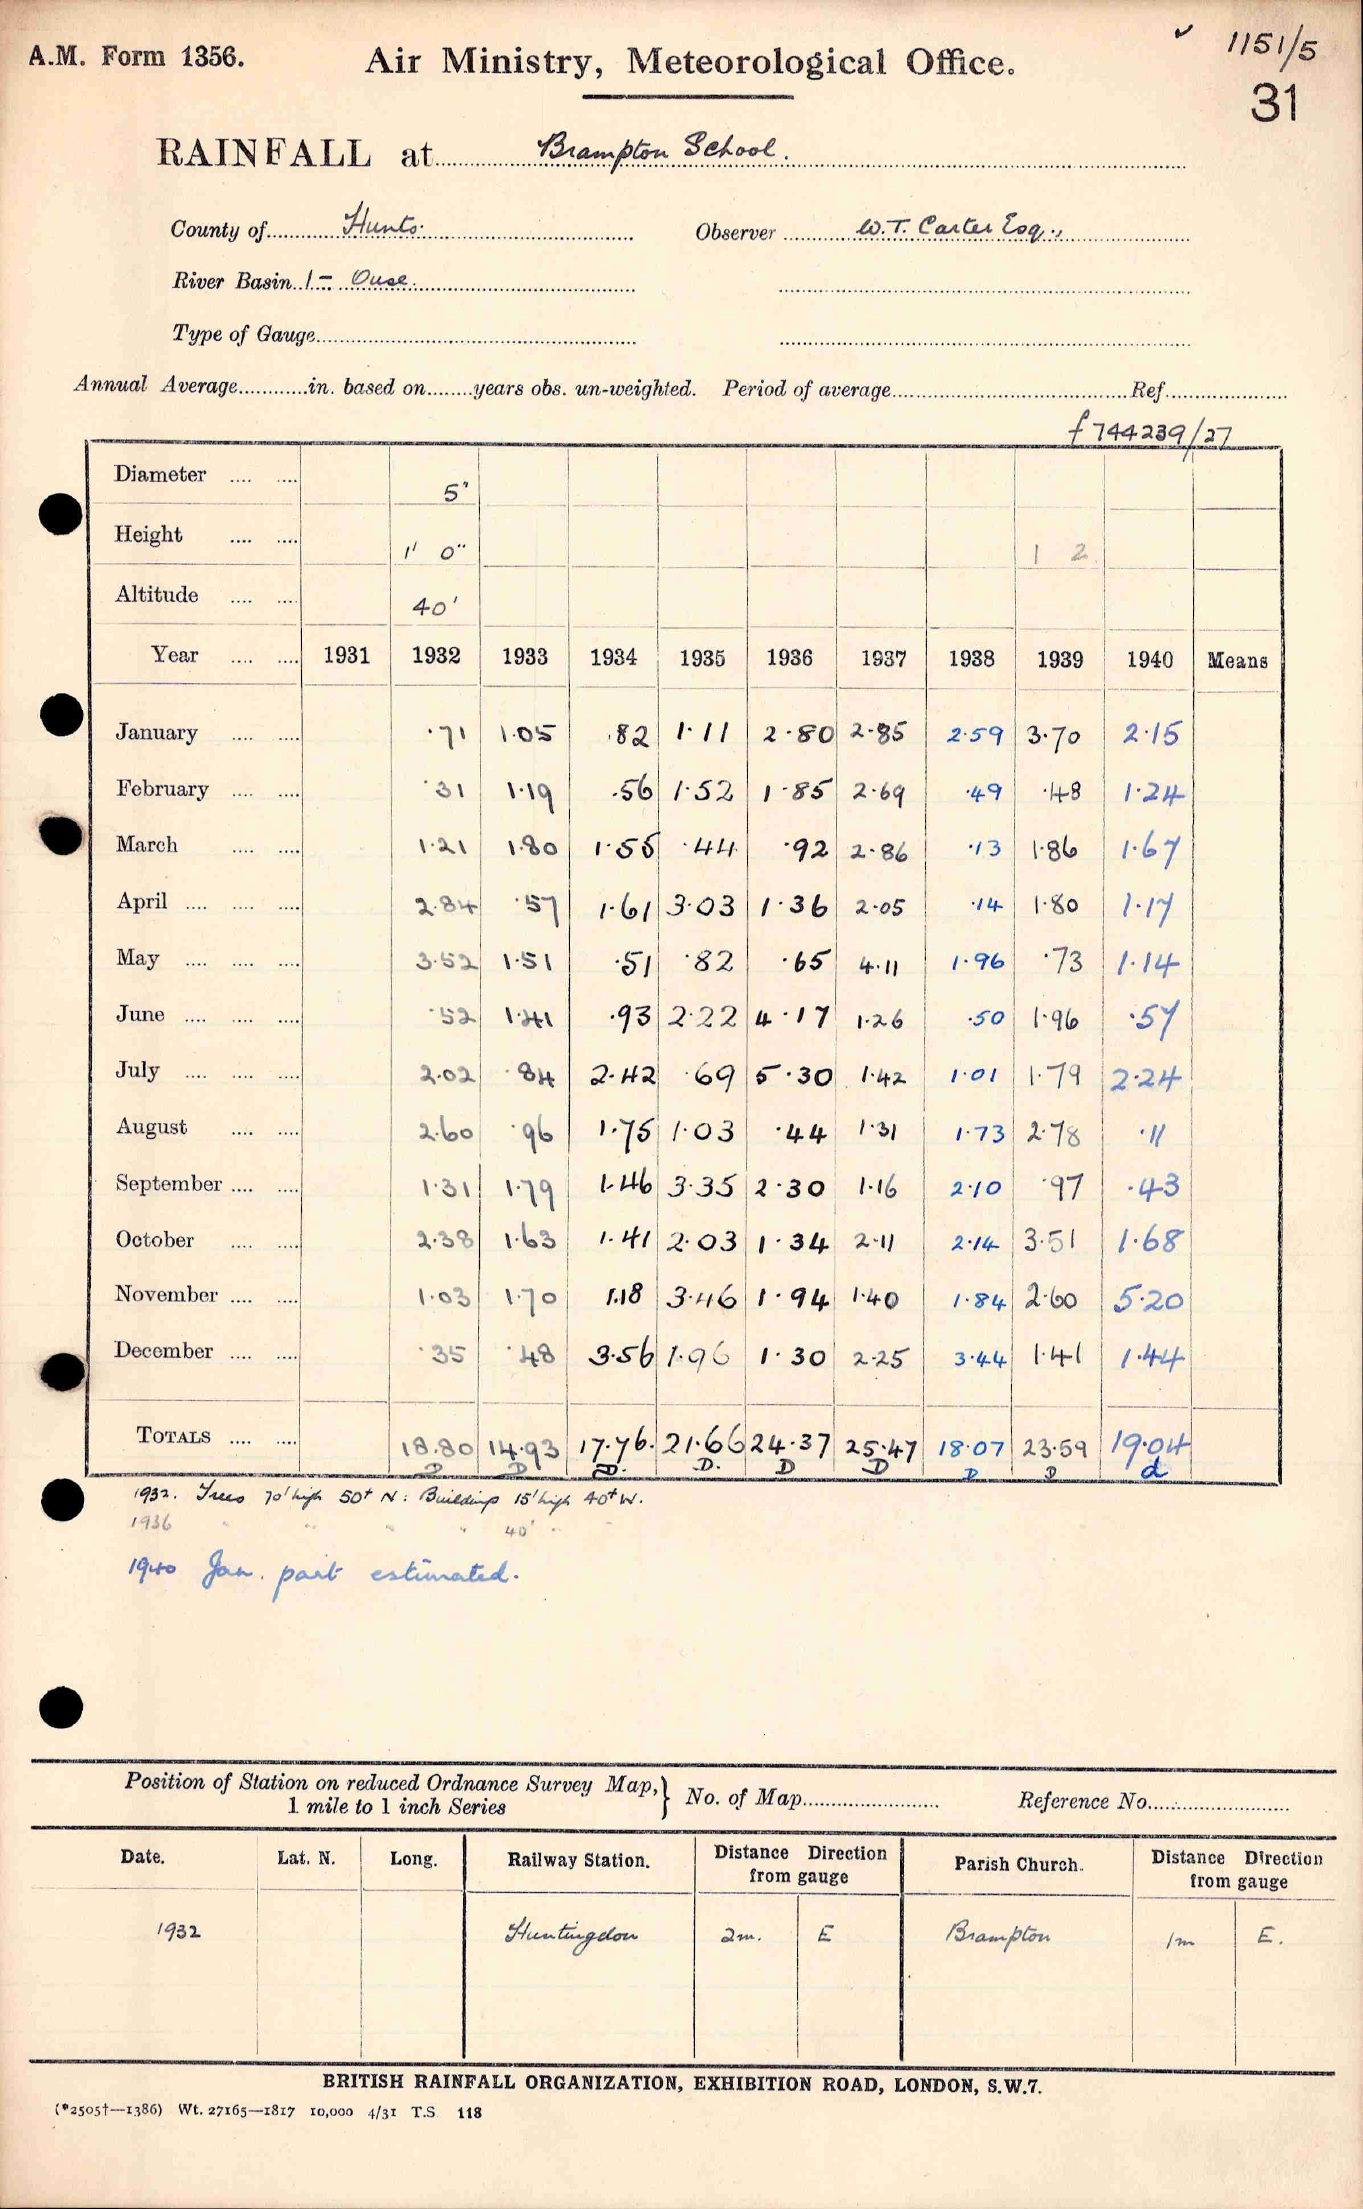 A.M. Form 1356.
Air Ministry, Meteorological Office.
1151/5
31
RAINFALL at Brampton School.
County of Hunts. Observer W.T. Carter Esq.,
River Basin 1- Ouse.
Type of Gauge
Annual Average in. based on years obs. un-weighted. Period of average Ref.
f744239/27
Diameter 5"
Height 1' 0" 1 2
Altitude 40'
Year 1931 1932 1933 1934 1935 1936 1937 1938 1939 1940 Means
January ·71 1·05 ·82 1·11 2·80 2·85 2·59 3·70 2·15
February ·31 1·19 ·56 1·52 1·85 2·69 ·49 ·48 1·24
March 1·21 1·80 1·55 ·44 ·92 2·86 ·13 1·86 1·67
April 2·84 ·57 1·61 3·03 1·36 2·05 ·14 1·80 1·17
May 3·52 1·51 ·51 ·82 ·65 4·11 1·96 ·73 1·14
June ·52 1·41 ·93 2·22 4·17 1·26 ·50 1·96 ·57
July 2·02 ·84 2·42 ·69 5·30 1·42 1·01 1·79 2·24
August 2·60 ·96 1·75 1·03 ·44 1·31 1·73 2·78 ·11
September 1·31 1·79 1·46 3·35 2·30 1·16 2·10 ·97 ·43
October 2·38 1·63 1·41 2·03 1·34 2·11 2·14 3·51 1·68
November 1·03 1·70 1·18 3·46 1·94 1·40 1·84 2·60 5·20
December ·35 ·48 3·56 1·96 1·30 2·25 3·44 1·41 1·44
TOTALS 18.80 14·93 17·76. 21·66 24·37 25·47 18·07 23·59 19·04
D D D. D. D D D D d
1932. Trees 70' high 50ft N: Buildings 15' high 40ft W.
1936 " " " " 40' " "
1940 Jan. part estimated.
Position of Station on reduced Ordnance Survey Map, } No. of Map Reference No.
1 mile to 1 inch Series
Date. Lat. N. Long. Railway Station. Distance Direction from gauge Parish Church. Distance Direction from gauge
1932 Huntingdon 2m. E Brampton 1m E.
BRITISH RAINFALL ORGANIZATION, EXHIBITION ROAD, LONDON, S.W.7.
(*2505†—1386) Wt. 27165—1817 10,000 4/31 T.S 118